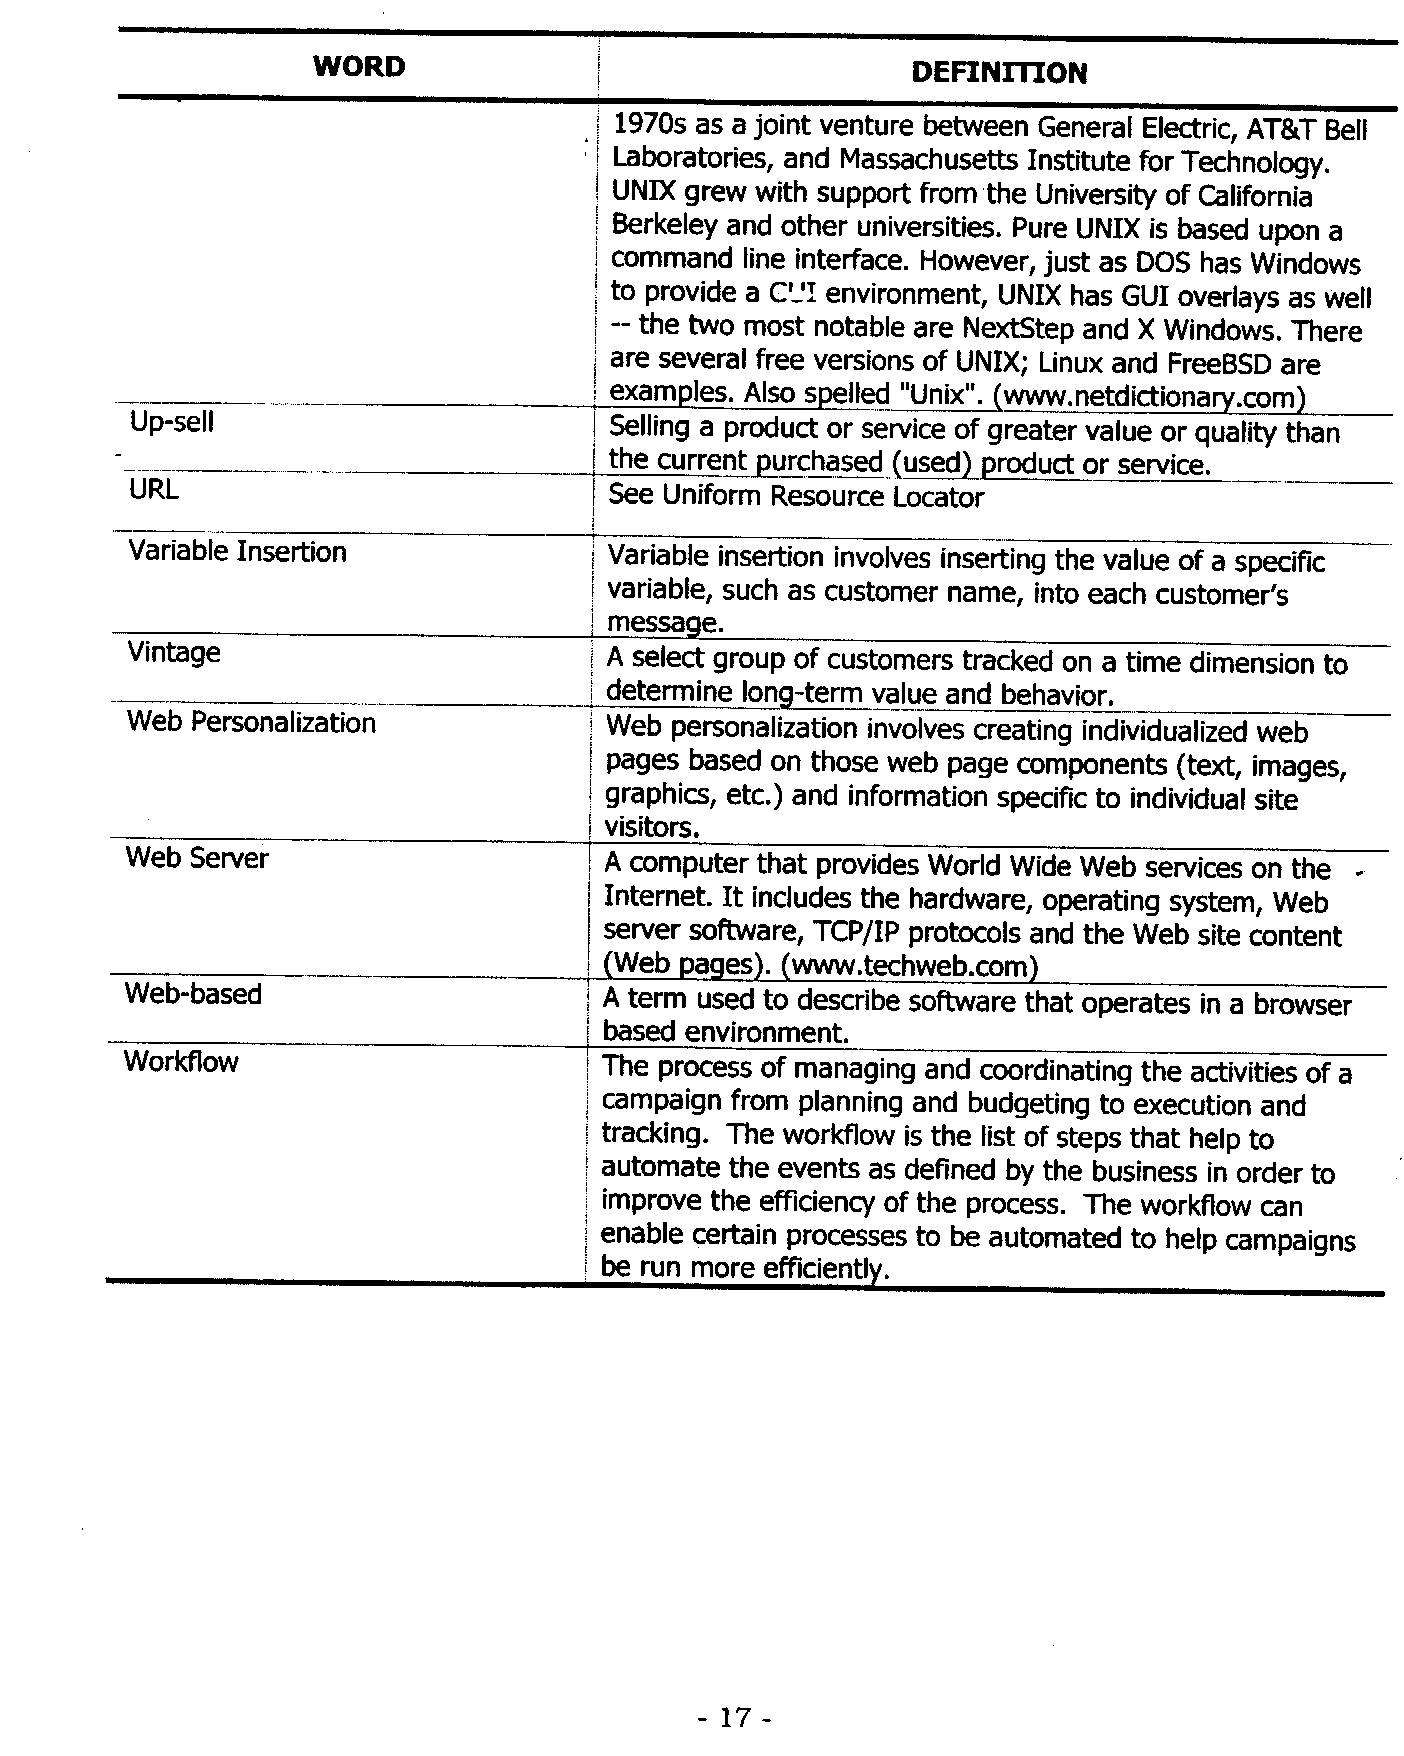 WORD DEFINITION
1970s as a joint venture between General Electric, AT&T Bell
Laboratories, and Massachusetts Institute for Technology.
UNIX grew with support from the University of California
Berkeley and other universities. Pure UNIX is based upon a
command line interface. However, just as DOS has Windows
to provide a environment, UNIX has GUI overlays as well
-- the two most notable are NextStep and X Windows. There
are several free versions of UNIX; Linux and FreeBSD are
examples. Also spelled "Unix". (www.netdictionary.com)
Up-sell Selling a product or service of greater value or quality than
the current purchased (used) product or service.
URL See Uniform Resource Locator
Variable Insertion Variable insertion involves inserting the value of a specific
variable, such as customer name, into each customer's
message.
Vintage A select group of customers tracked on a time dimension to
determine long-term value and behavior.
Web Personalization Web personalization involves creating individualized web
pages based on those web page components (text, images,
graphics, etc.) and information specific to individual site
visitors.
Web Server A computer that provides World Wide Web services on the
Internet. It includes the hardware, operating system, Web
server software, TCP/IP protocols and the Web site content
(Web pages). (www.techweb.com)
Web-based A term used to describe software that operates in a browser
based environment.
Workflow The process of managing and coordinating the activities of a
campaign from planning and budgeting to execution and
tracking. The workflow is the list of steps that help to
automate the events as defined by the business in order to
improve the efficiency of the process. The workflow can
enable certain processes to be automated to help campaigns
be run more efficiently.
- 17 -